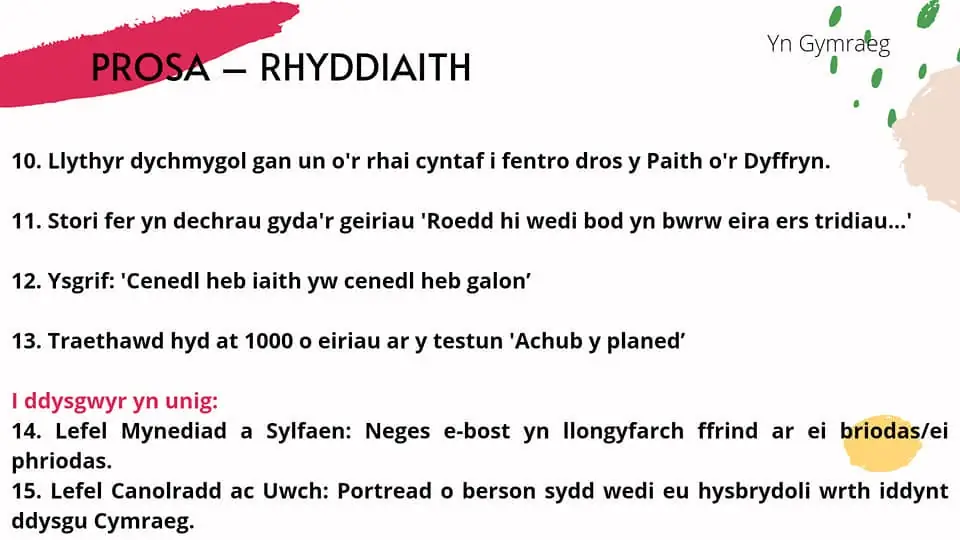 Yn Gymraeg
PROSA – RHYDDIAITH
10. Llythyr dychmygol gan un o'r rhai cyntaf i fentro dros y Paith o'r Dyffryn.
11. Stori fer yn dechrau gyda'r geiriau 'Roedd hi wedi bod yn bwrw eira ers tridiau...'
12. Ysgrif: 'Cenedl heb iaith yw cenedl heb galon’
13. Traethawd hyd at 1000 o eiriau ar y testun 'Achub y planed’
I ddysgwyr yn unig:
14. Lefel Mynediad a Sylfaen: Neges e-bost yn llongyfarch ffrind ar ei briodas/ei
phriodas.
15. Lefel Canolradd ac Uwch: Portread o berson sydd wedi eu hysbrydoli wrth iddynt
ddysgu Cymraeg.